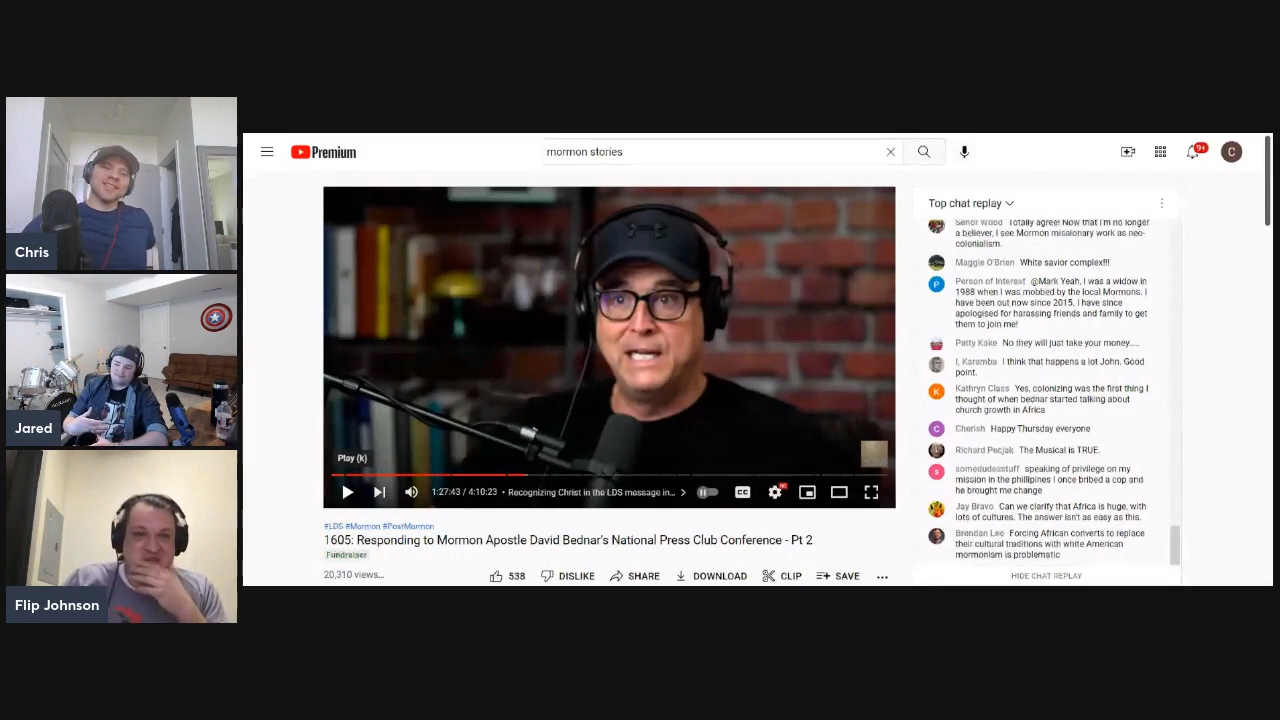 Chris
Jared
Flip Johnson
Premium
mormon stories
9+
C
Play (k)
1:27:43 / 4:10:23 • Recognizing Christ in the LDS message in...
CC
HD
#LDS #Mormon #PostMormon
1605: Responding to Mormon Apostle David Bednar's National Press Club Conference - Pt 2
Fundraiser
20,310 views...
538
DISLIKE
SHARE
DOWNLOAD
CLIP
SAVE
Top chat replay
Señor Wood Totally agree! Now that I'm no longer
a believer, I see Mormon missionary work as neo-
colonialism.
Maggie O'Brien White savior complex!!!
P
Person of Interest @Mark Yeah, I was a widow in
1988 when I was mobbed by the local Mormons. I
have been out now since 2015. I have since
apologised for harassing friends and family to get
them to join me!
Patty Kake No they will just take your money.....
I, Karamba I think that happens a lot John. Good
point.
K
Kathryn Class Yes, colonizing was the first thing I
thought of when bednar started talking about
church growth in Africa
C
Cheriah Happy Thursday everyone
Richard Pecjak The Musical is TRUE.
S
somedudeastuff speaking of privilege on my
mission in the phillipines I once bribed a cop and
he brought me change
Jay Bravo Can we clarify that Africa is huge, with
lots of cultures. The answer isn't as easy as this.
Brendan Lee Forcing African converts to replace
their cultural traditions with white American
mormonism is problematic
HIDE CHAT REPLAY